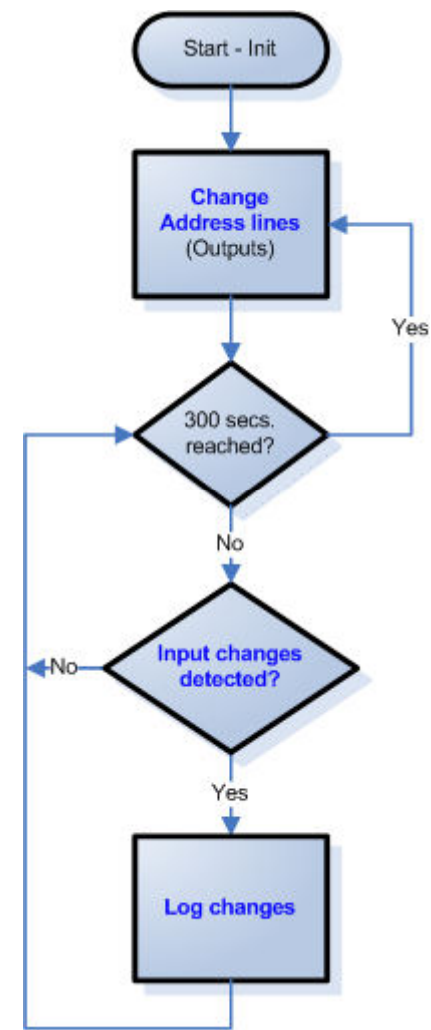 Start - Init
Change
Address lines
(Outputs)
Yes
300 secs.
reached?
No
Input changes
detected?
No
Yes
Log changes